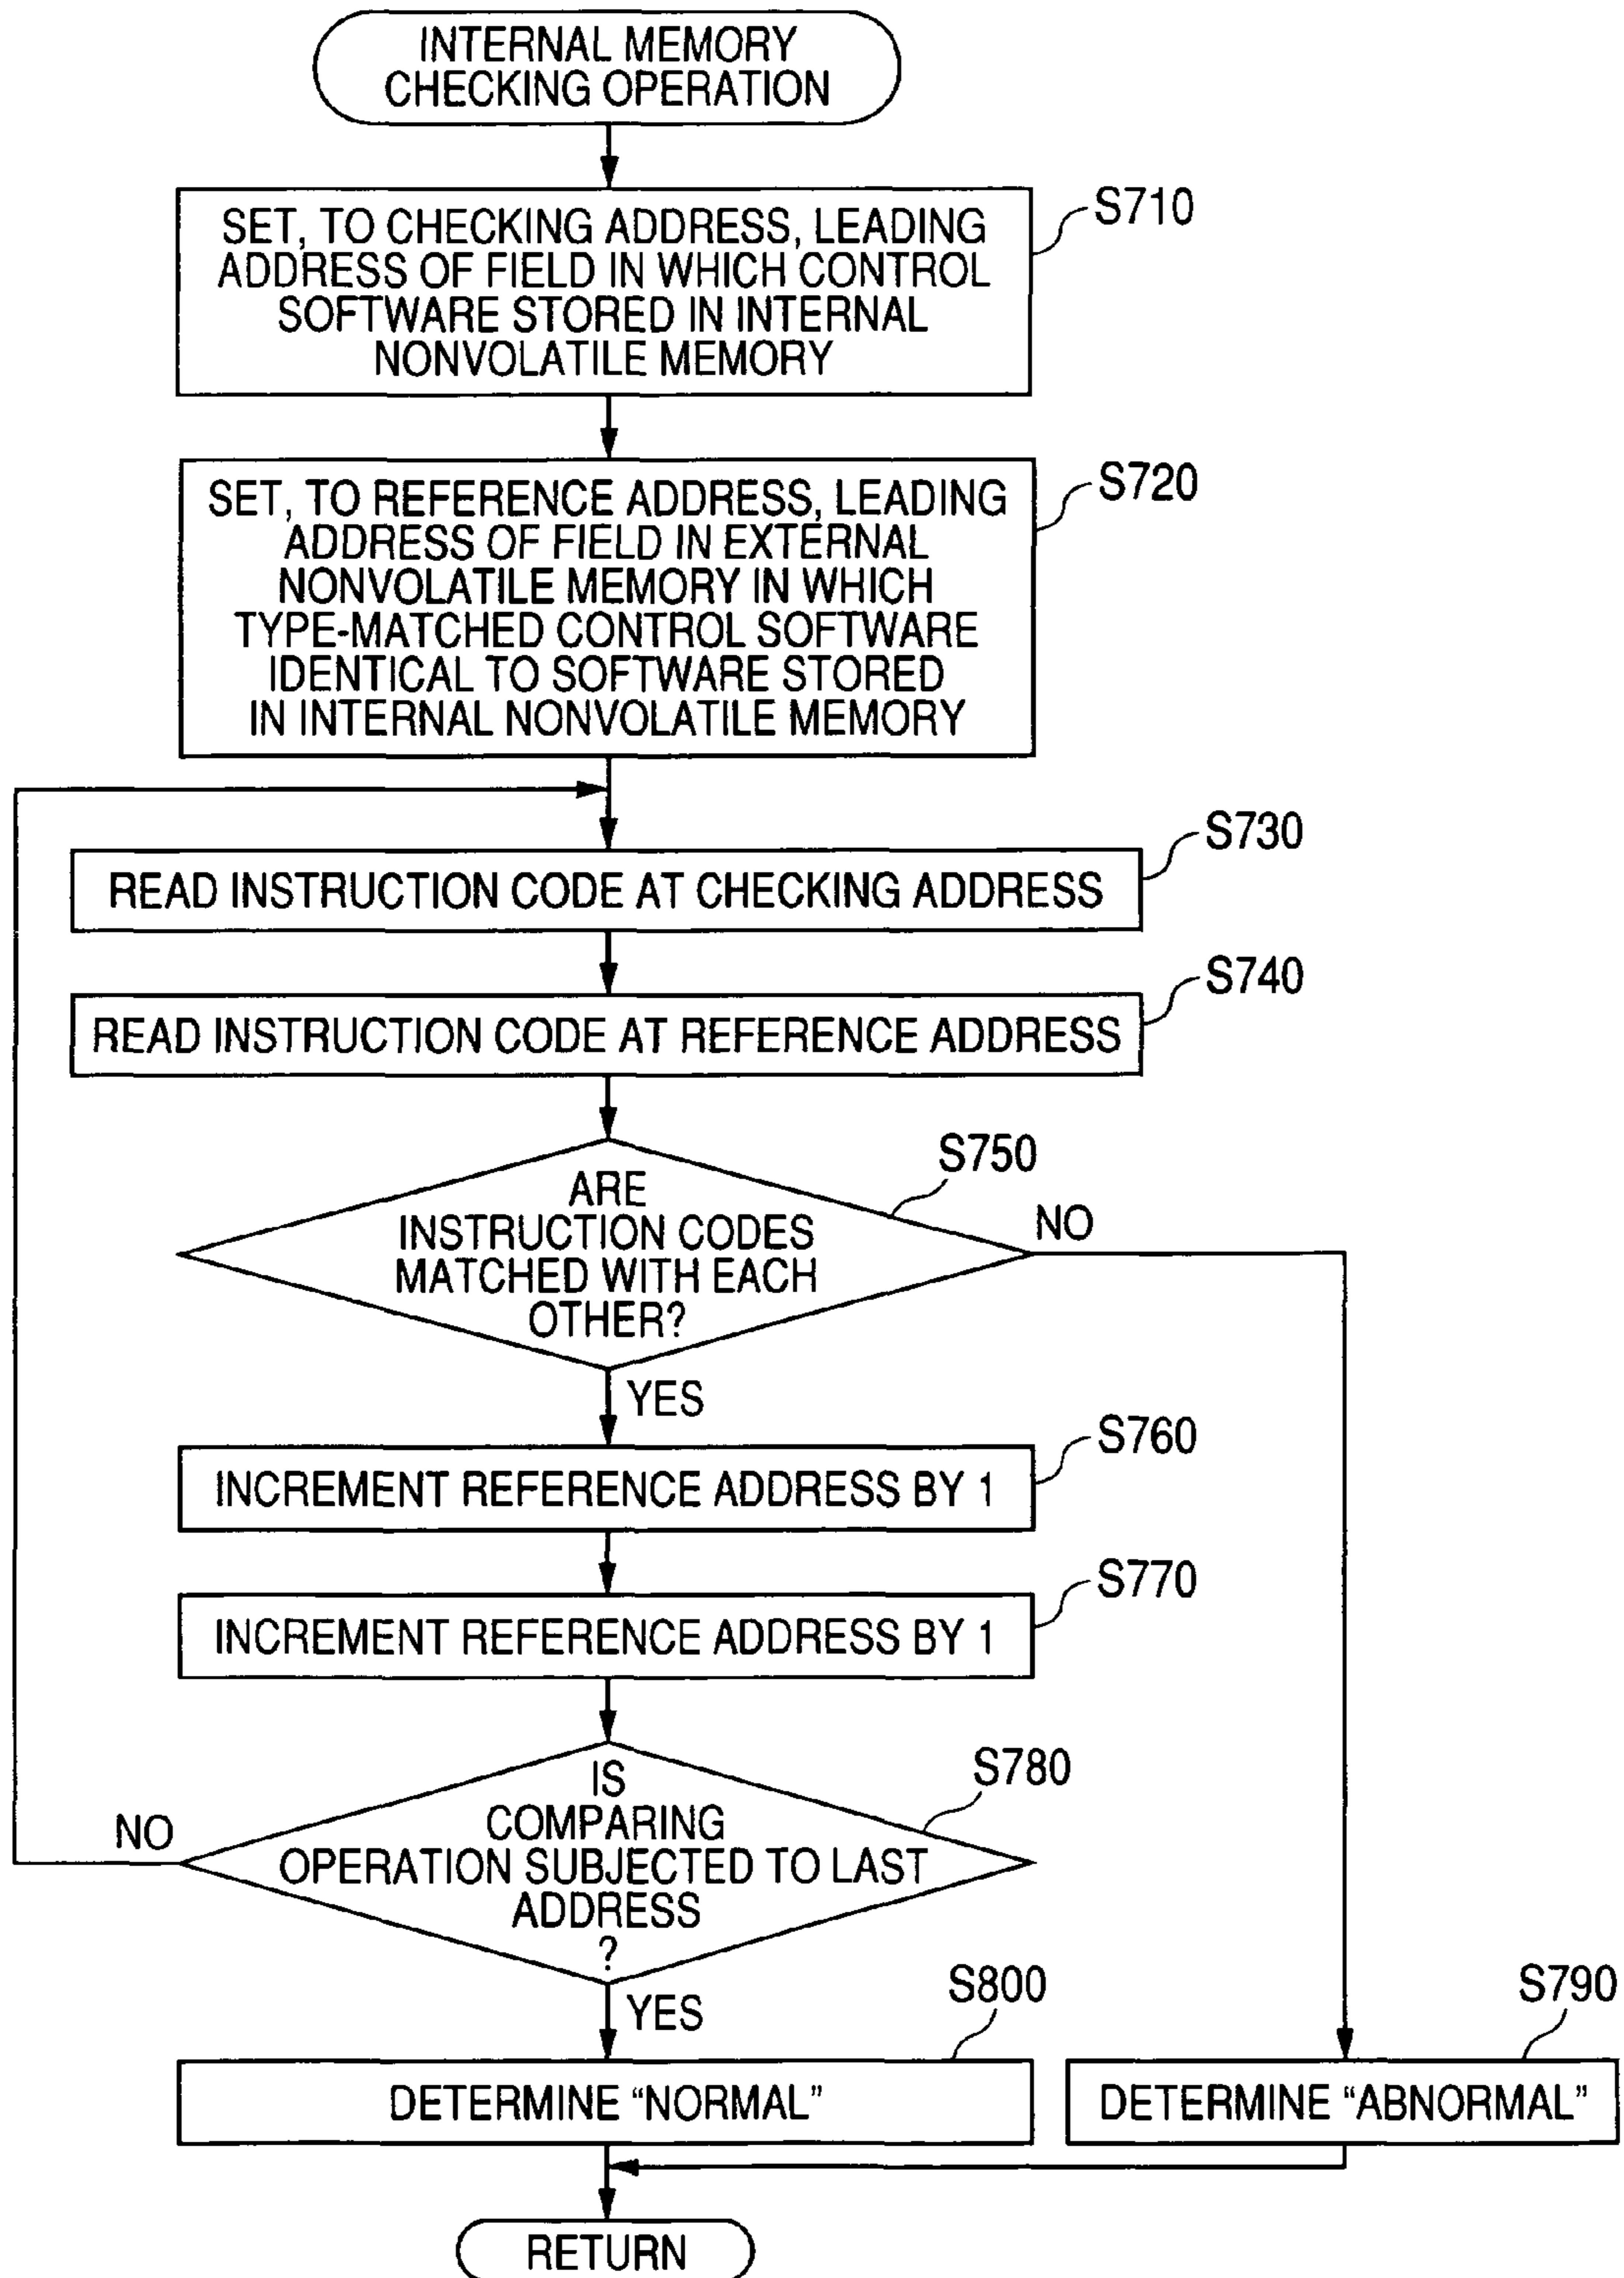 INTERNAL MEMORY
CHECKING OPERATION
S710
SET, TO CHECKING ADDRESS, LEADING
ADDRESS OF FIELD IN WHICH CONTROL
SOFTWARE STORED IN INTERNAL
NONVOLATILE MEMORY
S720
SET, TO REFERENCE ADDRESS, LEADING
ADDRESS OF FIELD IN EXTERNAL
NONVOLATILE MEMORY IN WHICH
TYPE-MATCHED CONTROL SOFTWARE
IDENTICAL TO SOFTWARE STORED
IN INTERNAL NONVOLATILE MEMORY
S730
READ INSTRUCTION CODE AT CHECKING ADDRESS
S740
READ INSTRUCTION CODE AT REFERENCE ADDRESS
S750
ARE
INSTRUCTION CODES
MATCHED WITH EACH
OTHER?
NO
YES
S760
INCREMENT REFERENCE ADDRESS BY 1
S770
INCREMENT REFERENCE ADDRESS BY 1
S780
IS
COMPARING
OPERATION SUBJECTED TO LAST
ADDRESS
?
NO
YES
S800
DETERMINE “NORMAL”
S790
DETERMINE “ABNORMAL”
RETURN